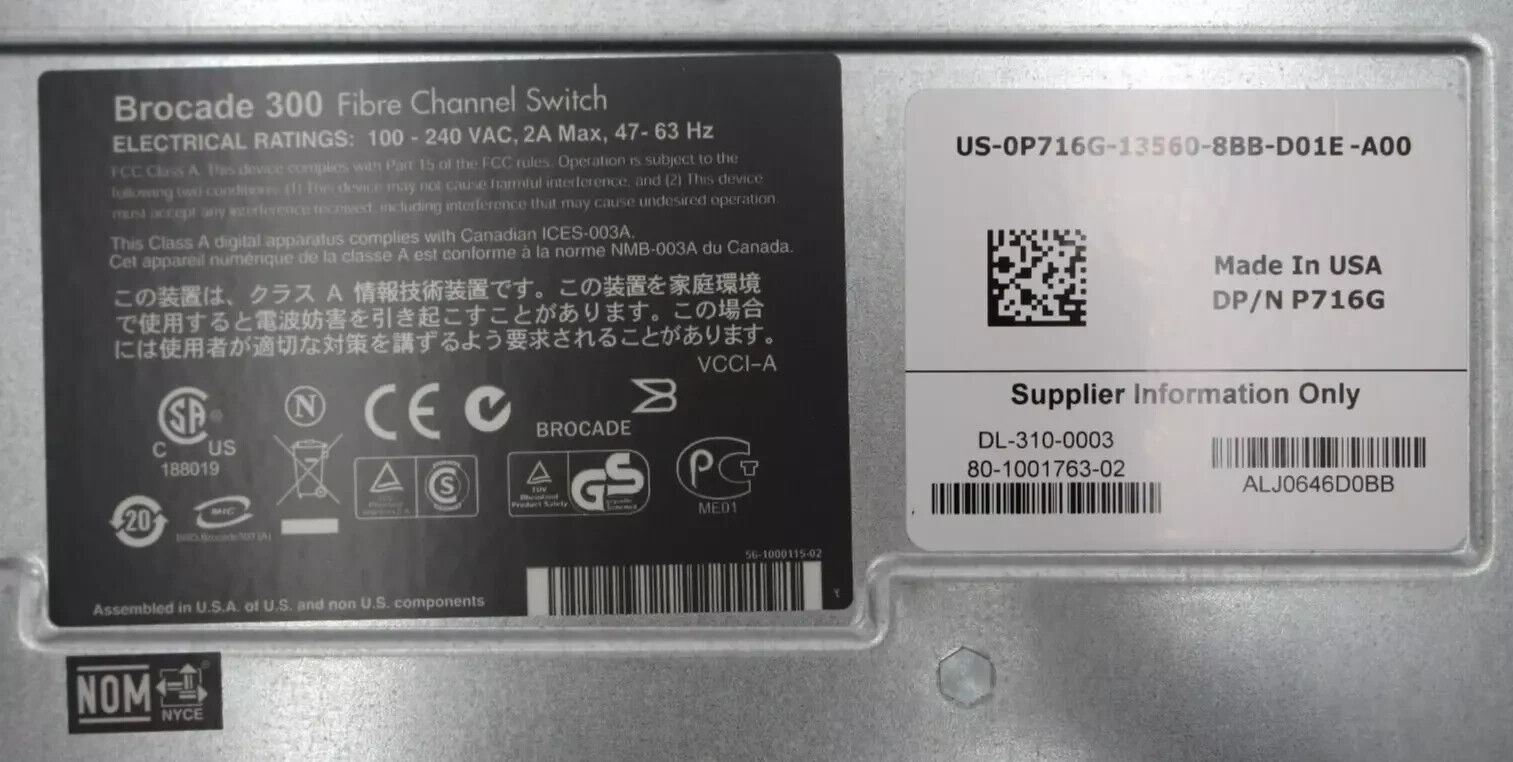 Brocade 300 Fibre Channel Switch
ELECTRICAL RATINGS: 100 - 240 VAC, 2A Max, 47- 63 Hz
FCC Class A. This device complies with Part 15 of the FCC rules. Operation is subject to the
following two conditions: (1) This device may not cause harmful interference, and (2) This device
must accept any interference received, including interference that may cause undesired operation.
This Class A digital apparatus complies with Canadian ICES-003A.
Cet appareil numérique de la classe A est conforme à la norme NMB-003A du Canada.
この装置は、クラス A 情報技術装置です。この装置を家庭環境
で使用すると電波妨害を引き起こすことがあります。この場合
には使用者が適切な対策を講ずるよう要求されることがあります。
VCCI-A
SA
C US
188019
N
CE
BROCADE
TUV
Rheinland
Product Safety
GS
S
PCT
ME01
20
MIC
56-1000115-02
Assembled in U.S.A. of U.S. and non U.S. components
Y
NOM
NYCE
US-0P716G-13560-8BB-D01E -A00
Made In USA
DP/N P716G
Supplier Information Only
DL-310-0003
80-1001763-02
ALJ0646D0BB